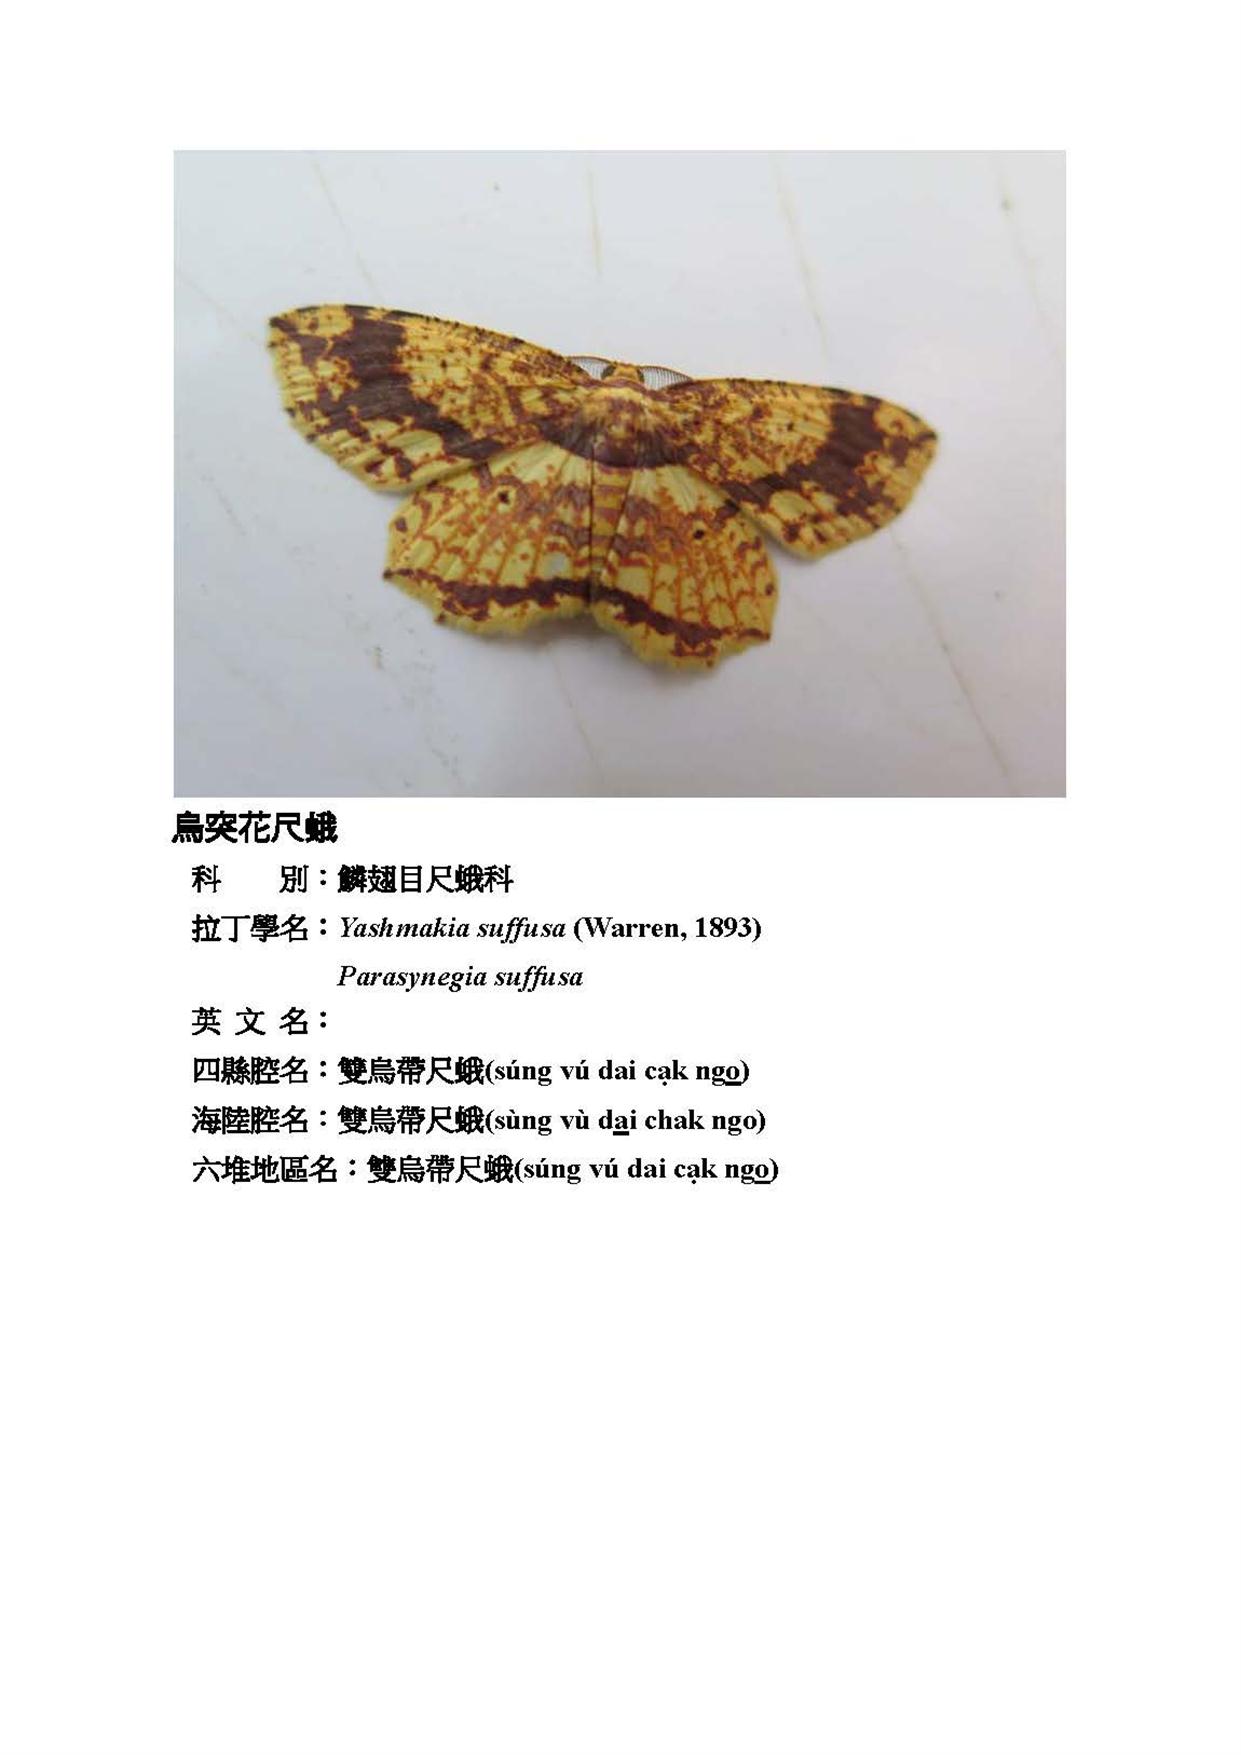 烏突花尺蛾
科　　別：鱗翅目尺蛾科
拉丁學名：Yashmakia suffusa (Warren, 1893)
Parasynegia suffusa
英 文 名：
四縣腔名：雙烏帶尺蛾(súng vú dai cạk ngo̲)
海陸腔名：雙烏帶尺蛾(sùng vù da̲i chak ngo)
六堆地區名：雙烏帶尺蛾(súng vú dai cạk ngo̲)